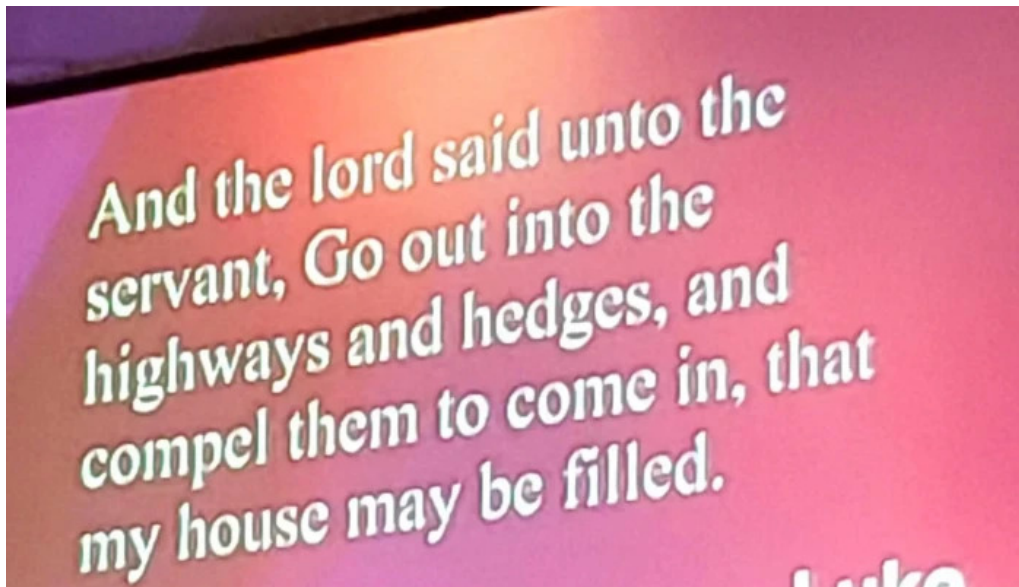 And the lord said unto the
servant, Go out into the
highways and hedges, and
compel them to come in, that
my house may be filled.
Luke